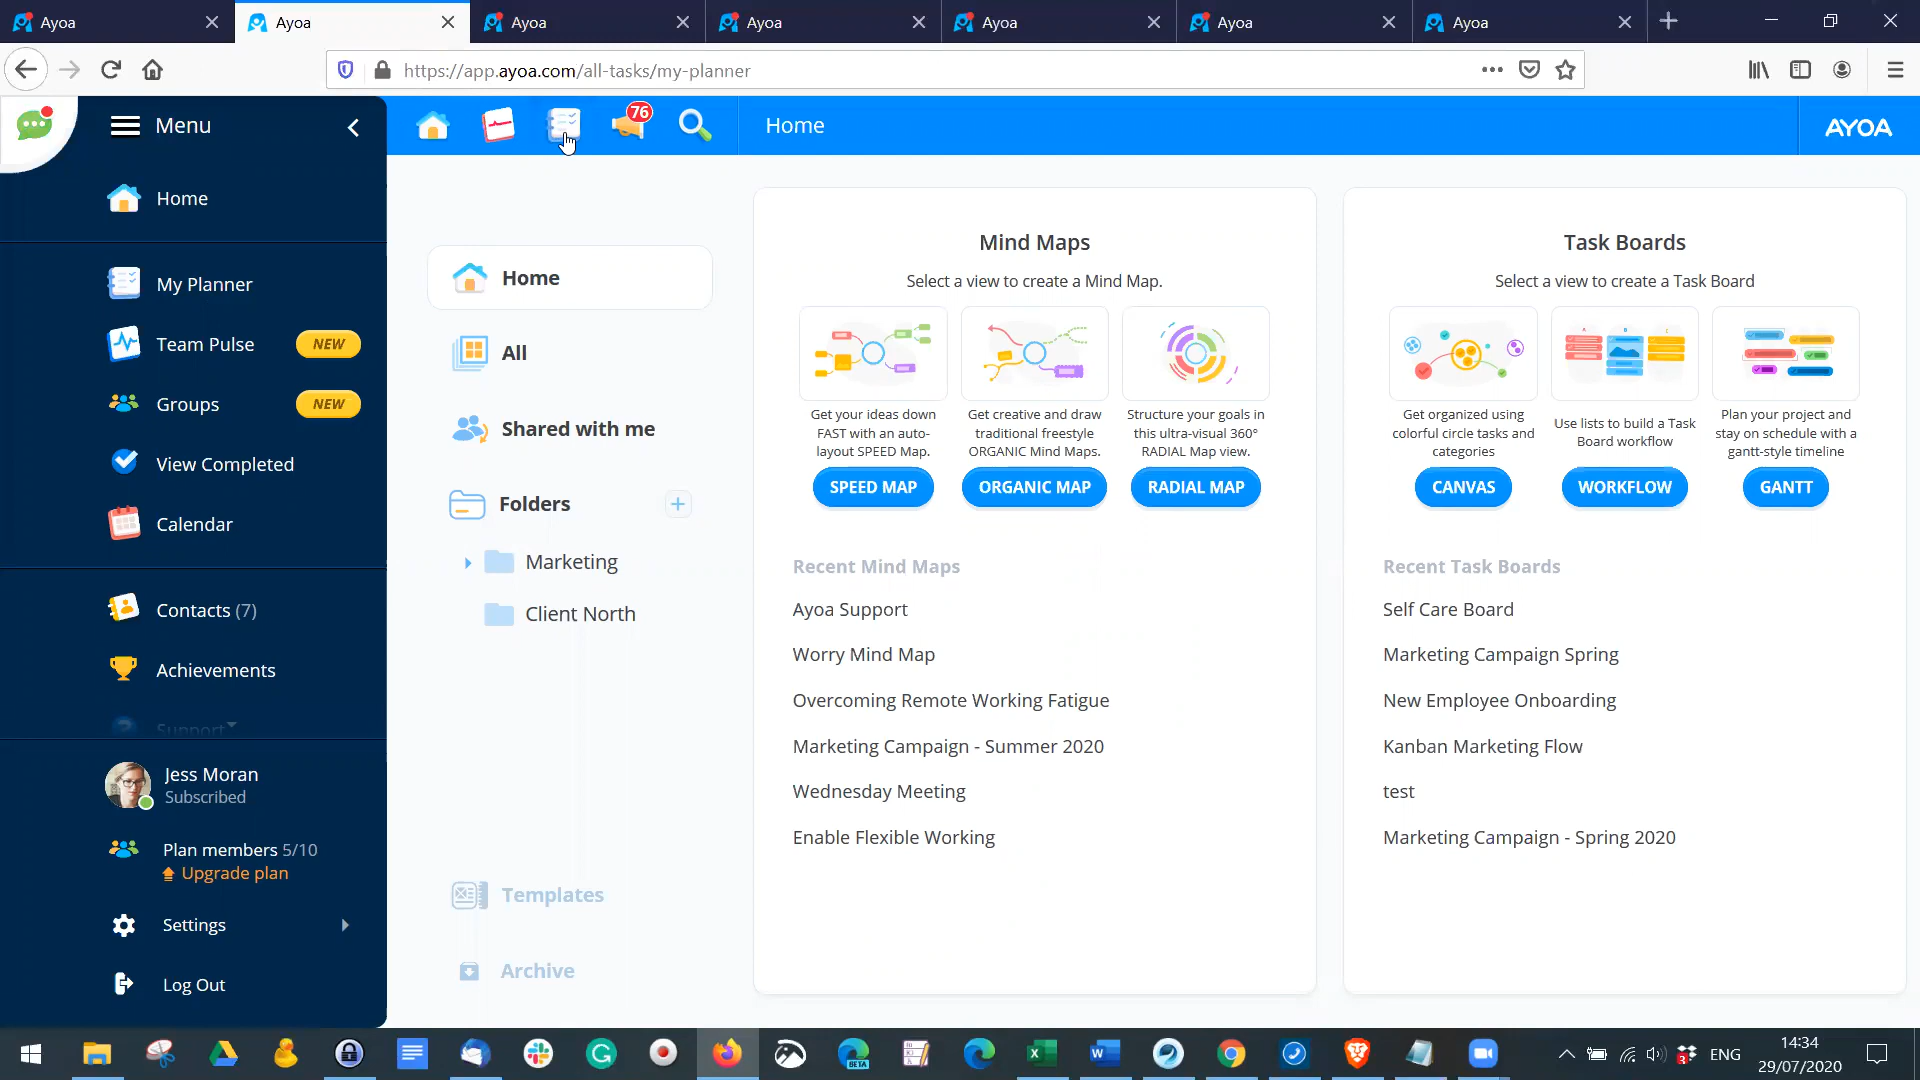 Ayoa
Ayoa
Ayoa
Ayoa
Ayoa
Ayoa
Ayoa
https://app.ayoa.com/all-tasks/my-planner
Menu
76
Home
AYOA
Home
My Planner
Team Pulse NEW
Groups NEW
View Completed
Calendar
Contacts (7)
Achievements
Support
Jess Moran
Subscribed
Plan members 5/10
Upgrade plan
Settings
Log Out
Home
All
Shared with me
Folders
Marketing
Client North
Templates
Archive
Mind Maps
Select a view to create a Mind Map.
Get your ideas down
FAST with an auto-
layout SPEED Map.
SPEED MAP
Get creative and draw
traditional freestyle
ORGANIC Mind Maps.
ORGANIC MAP
Structure your goals in
this ultra-visual 360°
RADIAL Map view.
RADIAL MAP
Recent Mind Maps
Ayoa Support
Worry Mind Map
Overcoming Remote Working Fatigue
Marketing Campaign - Summer 2020
Wednesday Meeting
Enable Flexible Working
Task Boards
Select a view to create a Task Board
Get organized using
colorful circle tasks and
categories
CANVAS
Use lists to build a Task
Board workflow
WORKFLOW
Plan your project and
stay on schedule with a
gantt-style timeline
GANTT
Recent Task Boards
Self Care Board
Marketing Campaign Spring
New Employee Onboarding
Kanban Marketing Flow
test
Marketing Campaign - Spring 2020
BETA
ENG
14:34
29/07/2020